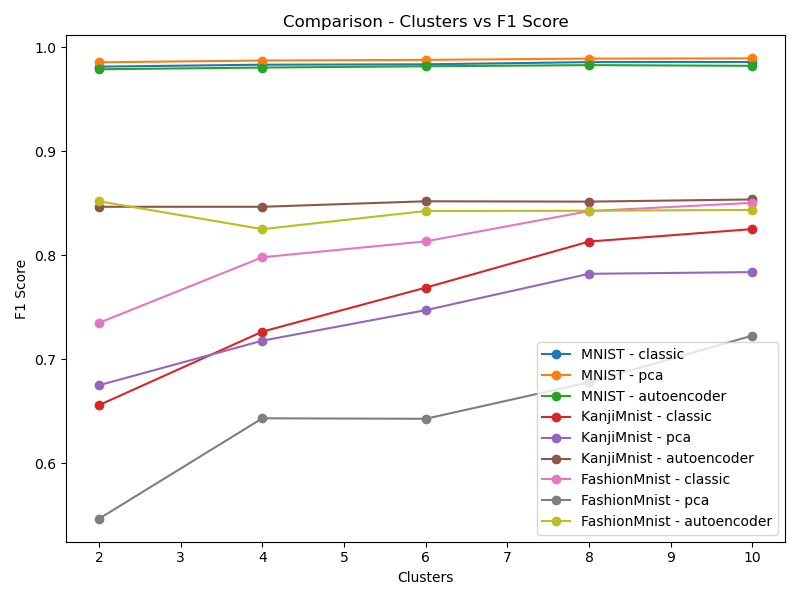 Comparison - Clusters vs F1 Score
1.0
0.9
0.8
0.7
0.6
F1 Score
2 3 4 5 6 7 8 9 10
Clusters
MNIST - classic
MNIST - pca
MNIST - autoencoder
KanjiMnist - classic
KanjiMnist - pca
KanjiMnist - autoencoder
FashionMnist - classic
FashionMnist - pca
FashionMnist - autoencoder